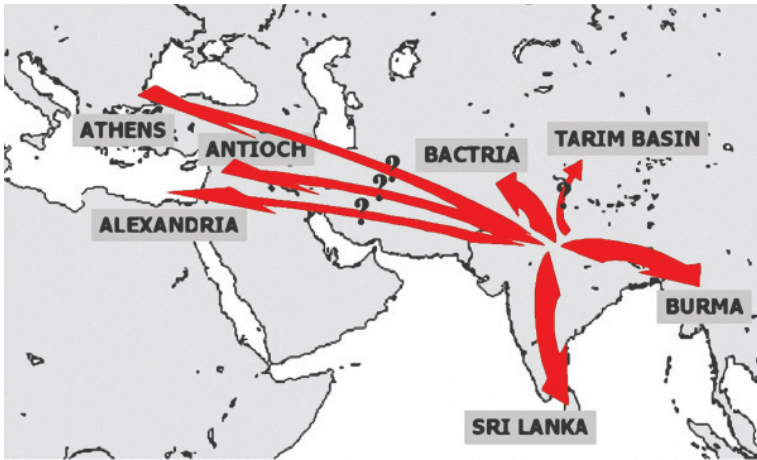 ATHENS
ANTIOCH
BACTRIA
TARIM BASIN
ALEXANDRIA
?
?
?
?
BURMA
SRI LANKA